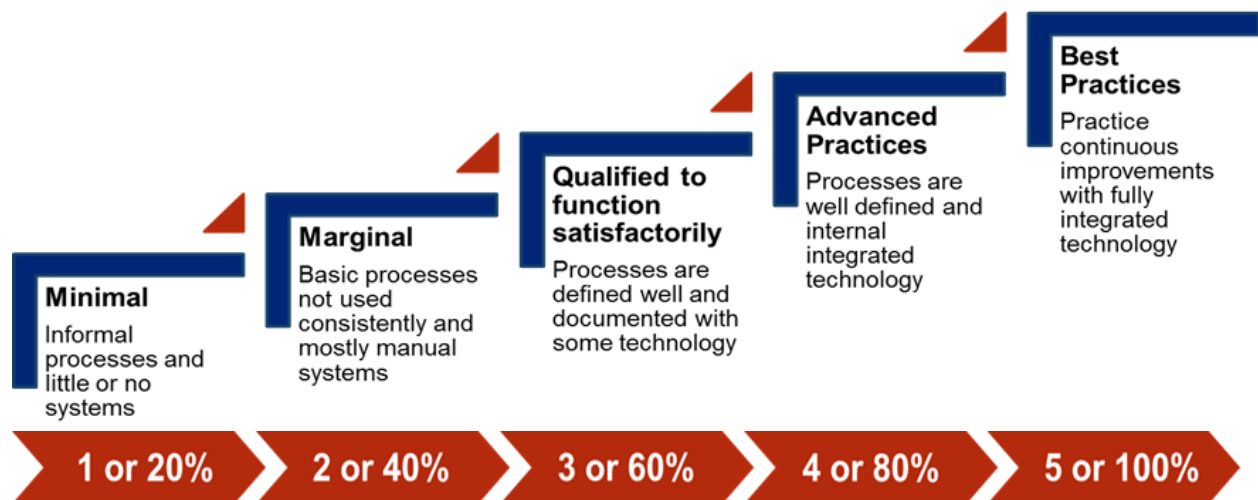 Minimal
Informal
processes and
little or no
systems
Marginal
Basic processes
not used
consistently and
mostly manual
systems
Qualified to
function
satisfactorily
Processes are
defined well and
documented with
some technology
Advanced
Practices
Processes are
well defined and
internal
integrated
technology
Best
Practices
Practice
continuous
improvements
with fully
integrated
technology
1 or 20%
2 or 40%
3 or 60%
4 or 80%
5 or 100%